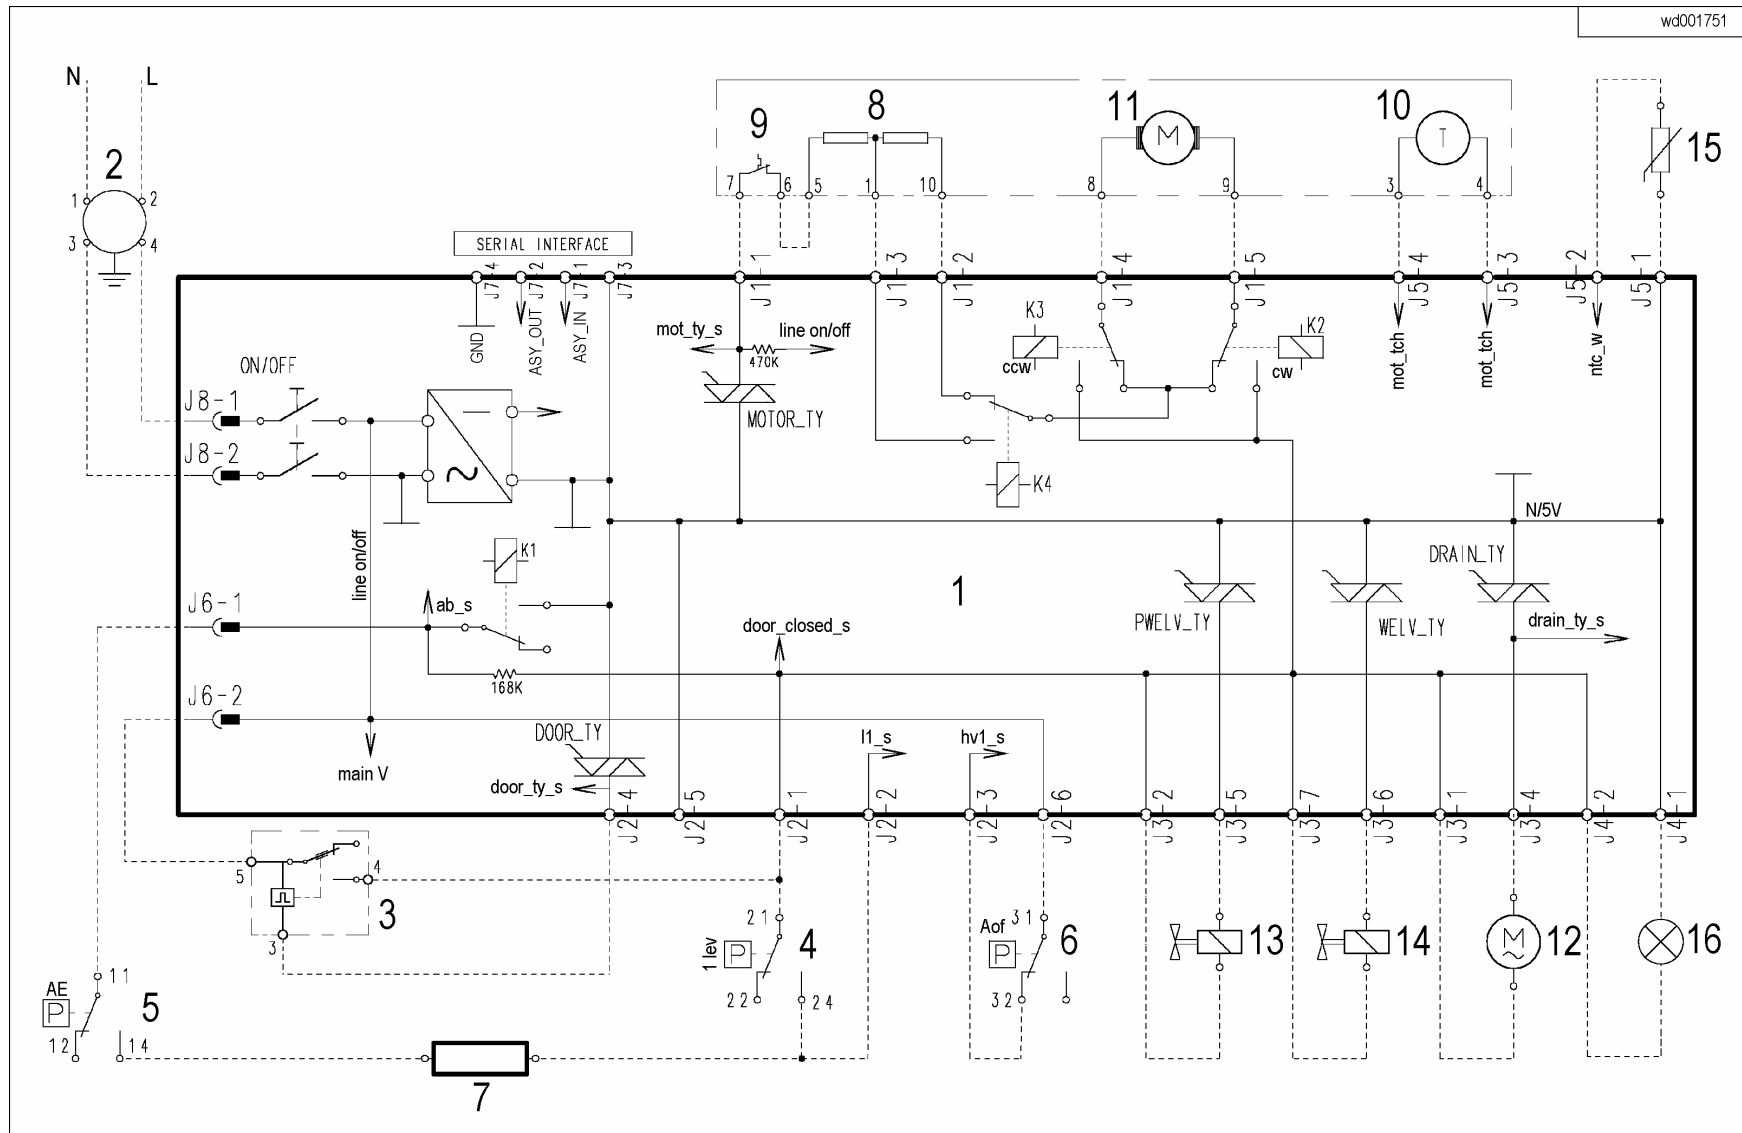 wd001751
N L
2
1 2
3 4
9 8 11 M 10 T 15
7 6 5 1 10 8 9 3 4
SERIAL INTERFACE
J7-4 J7-2 J7-1 J7-3 J1-1 J1-3 J1-2 J1-4 J1-5 J5-4 J5-3 J5-2 J5-1
GND ASY_OUT ASY_IN
mot_ty_s line on/off
470K
MOTOR_TY
K3 K2
ccw cw
mot_tch mot_tch ntc_w
ON/OFF
J8-1
J8-2
K4
N/5V
K1
line on/off
1
DRAIN_TY
J6-1
ab_s
door_closed_s
PWELV_TY WELV_TY drain_ty_s
168K
J6-2
DOOR_TY
l1_s hv1_s
main V
door_ty_s
J2-4 J2-5 J2-1 J2-2 J2-3 J2-6 J3-2 J3-5 J3-7 J3-6 J3-1 J3-4 J4-2 J4-1
5 4 3
3
21 1 lev P 4
22 24
Aof 31 P 6
32
13 14 M 12 16
AE 11 P 5
12 14
7